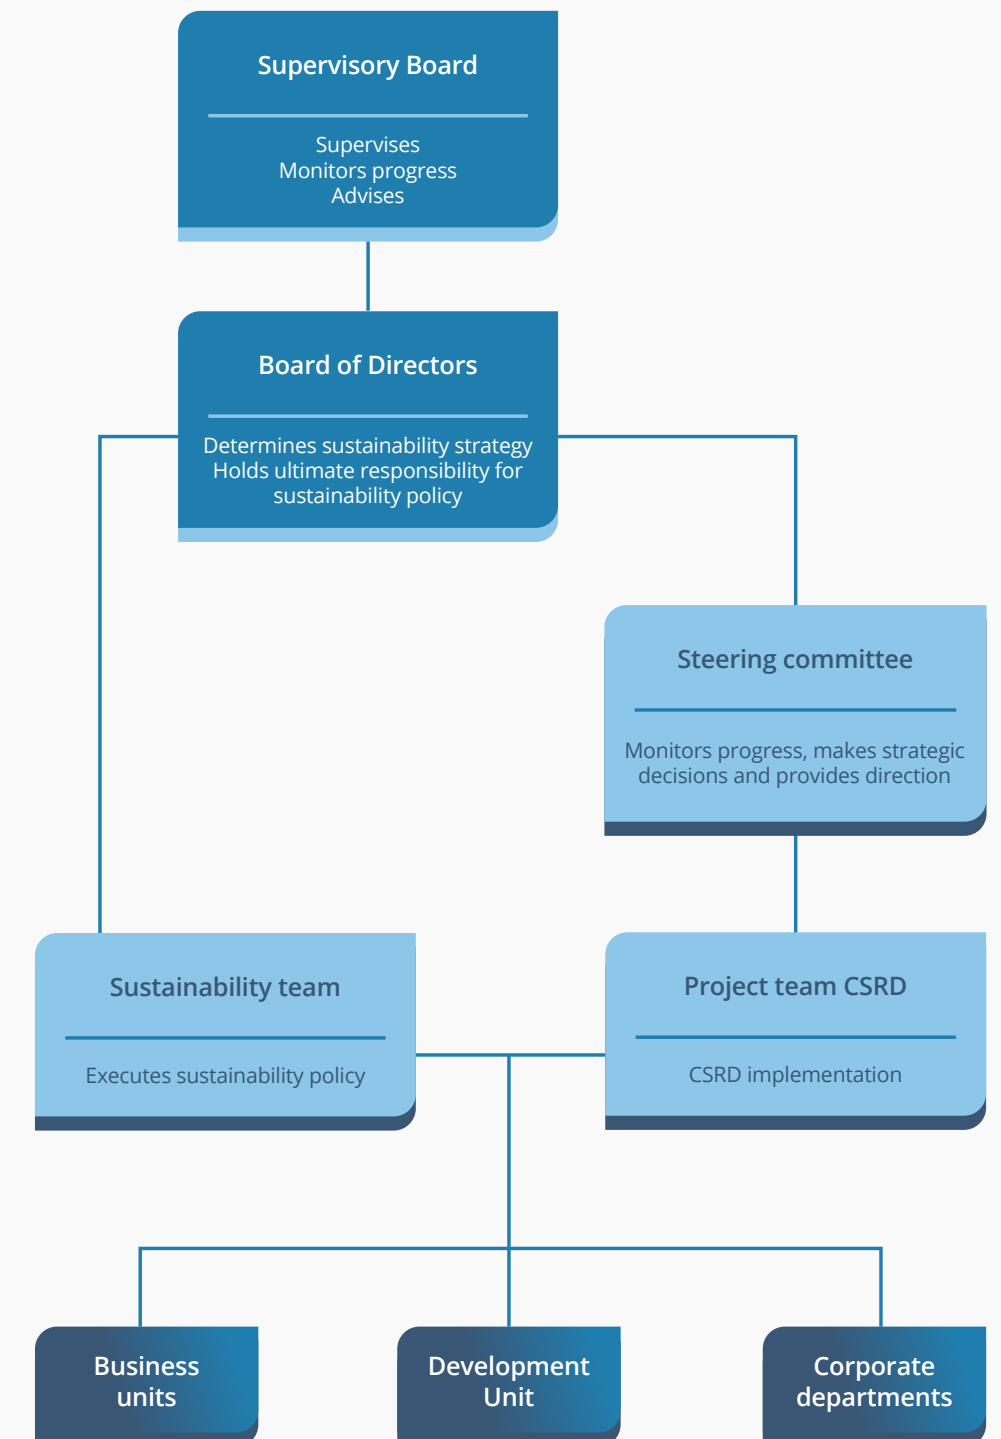 Supervisory Board
Supervises
Monitors progress
Advises
Board of Directors
Determines sustainability strategy
Holds ultimate responsibility for
sustainability policy
Steering committee
Monitors progress, makes strategic
decisions and provides direction
Sustainability team
Executes sustainability policy
Project team CSRD
CSRD implementation
Business
units
Development
Unit
Corporate
departments